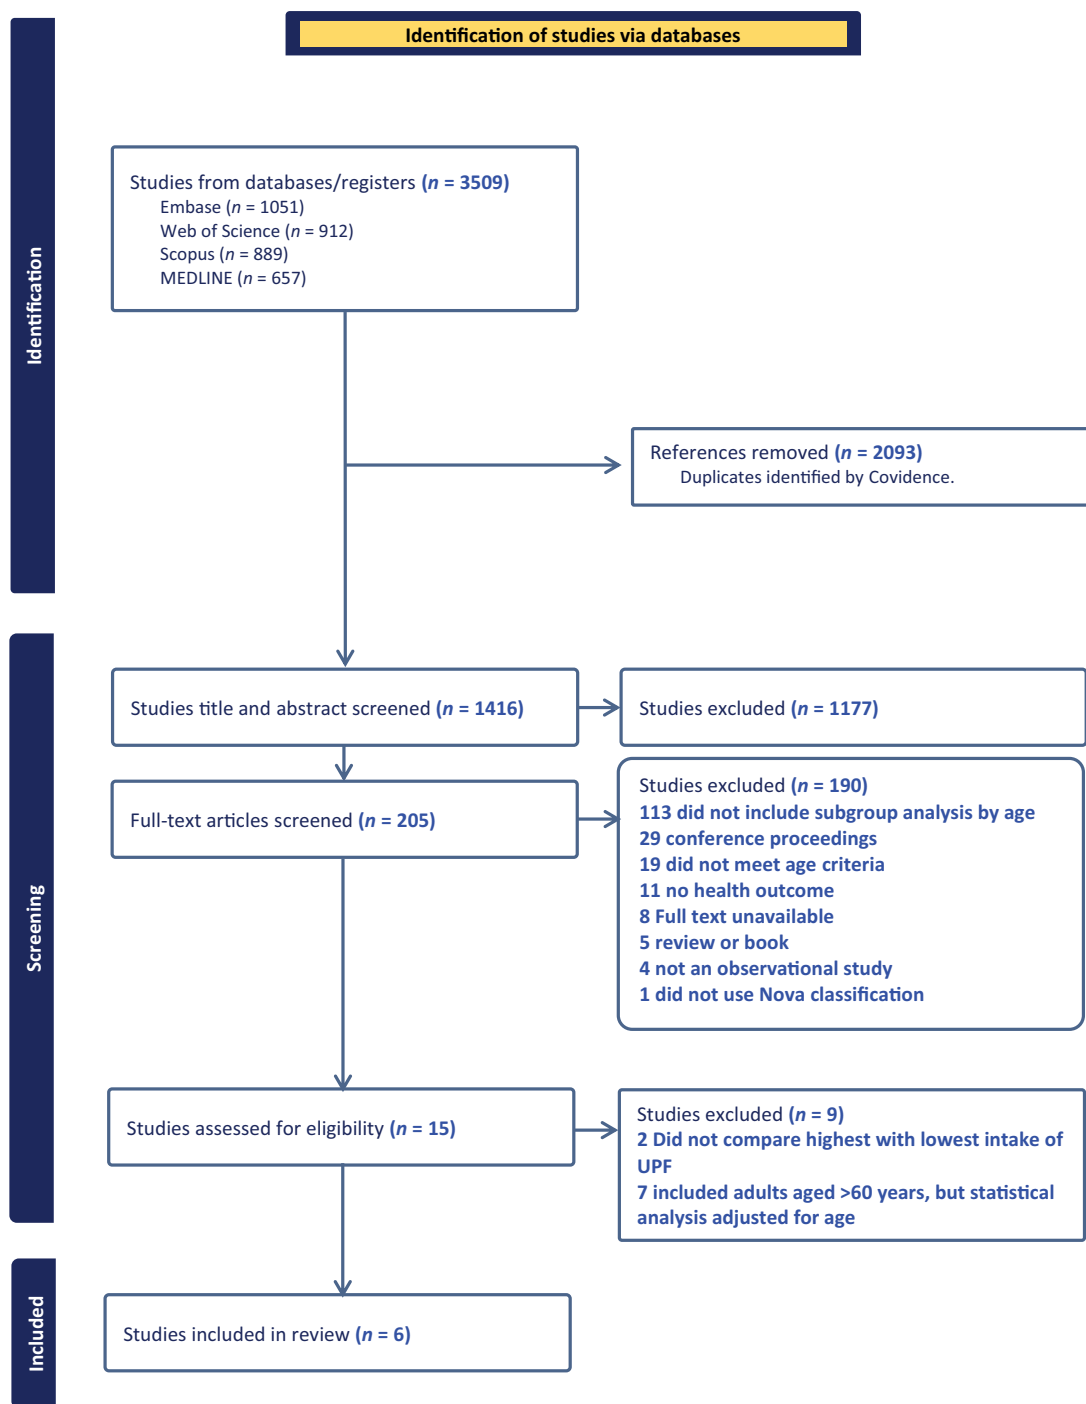 Identification of studies via databases
Identification
Studies from databases/registers (n = 3509)
Embase (n = 1051)
Web of Science (n = 912)
Scopus (n = 889)
MEDLINE (n = 657)
References removed (n = 2093)
Duplicates identified by Covidence.
Screening
Studies title and abstract screened (n = 1416)
Studies excluded (n = 1177)
Full-text articles screened (n = 205)
Studies excluded (n = 190)
113 did not include subgroup analysis by age
29 conference proceedings
19 did not meet age criteria
11 no health outcome
8 Full text unavailable
5 review or book
4 not an observational study
1 did not use Nova classification
Studies assessed for eligibility (n = 15)
Studies excluded (n = 9)
2 Did not compare highest with lowest intake of
UPF
7 included adults aged >60 years, but statistical
analysis adjusted for age
Included
Studies included in review (n = 6)